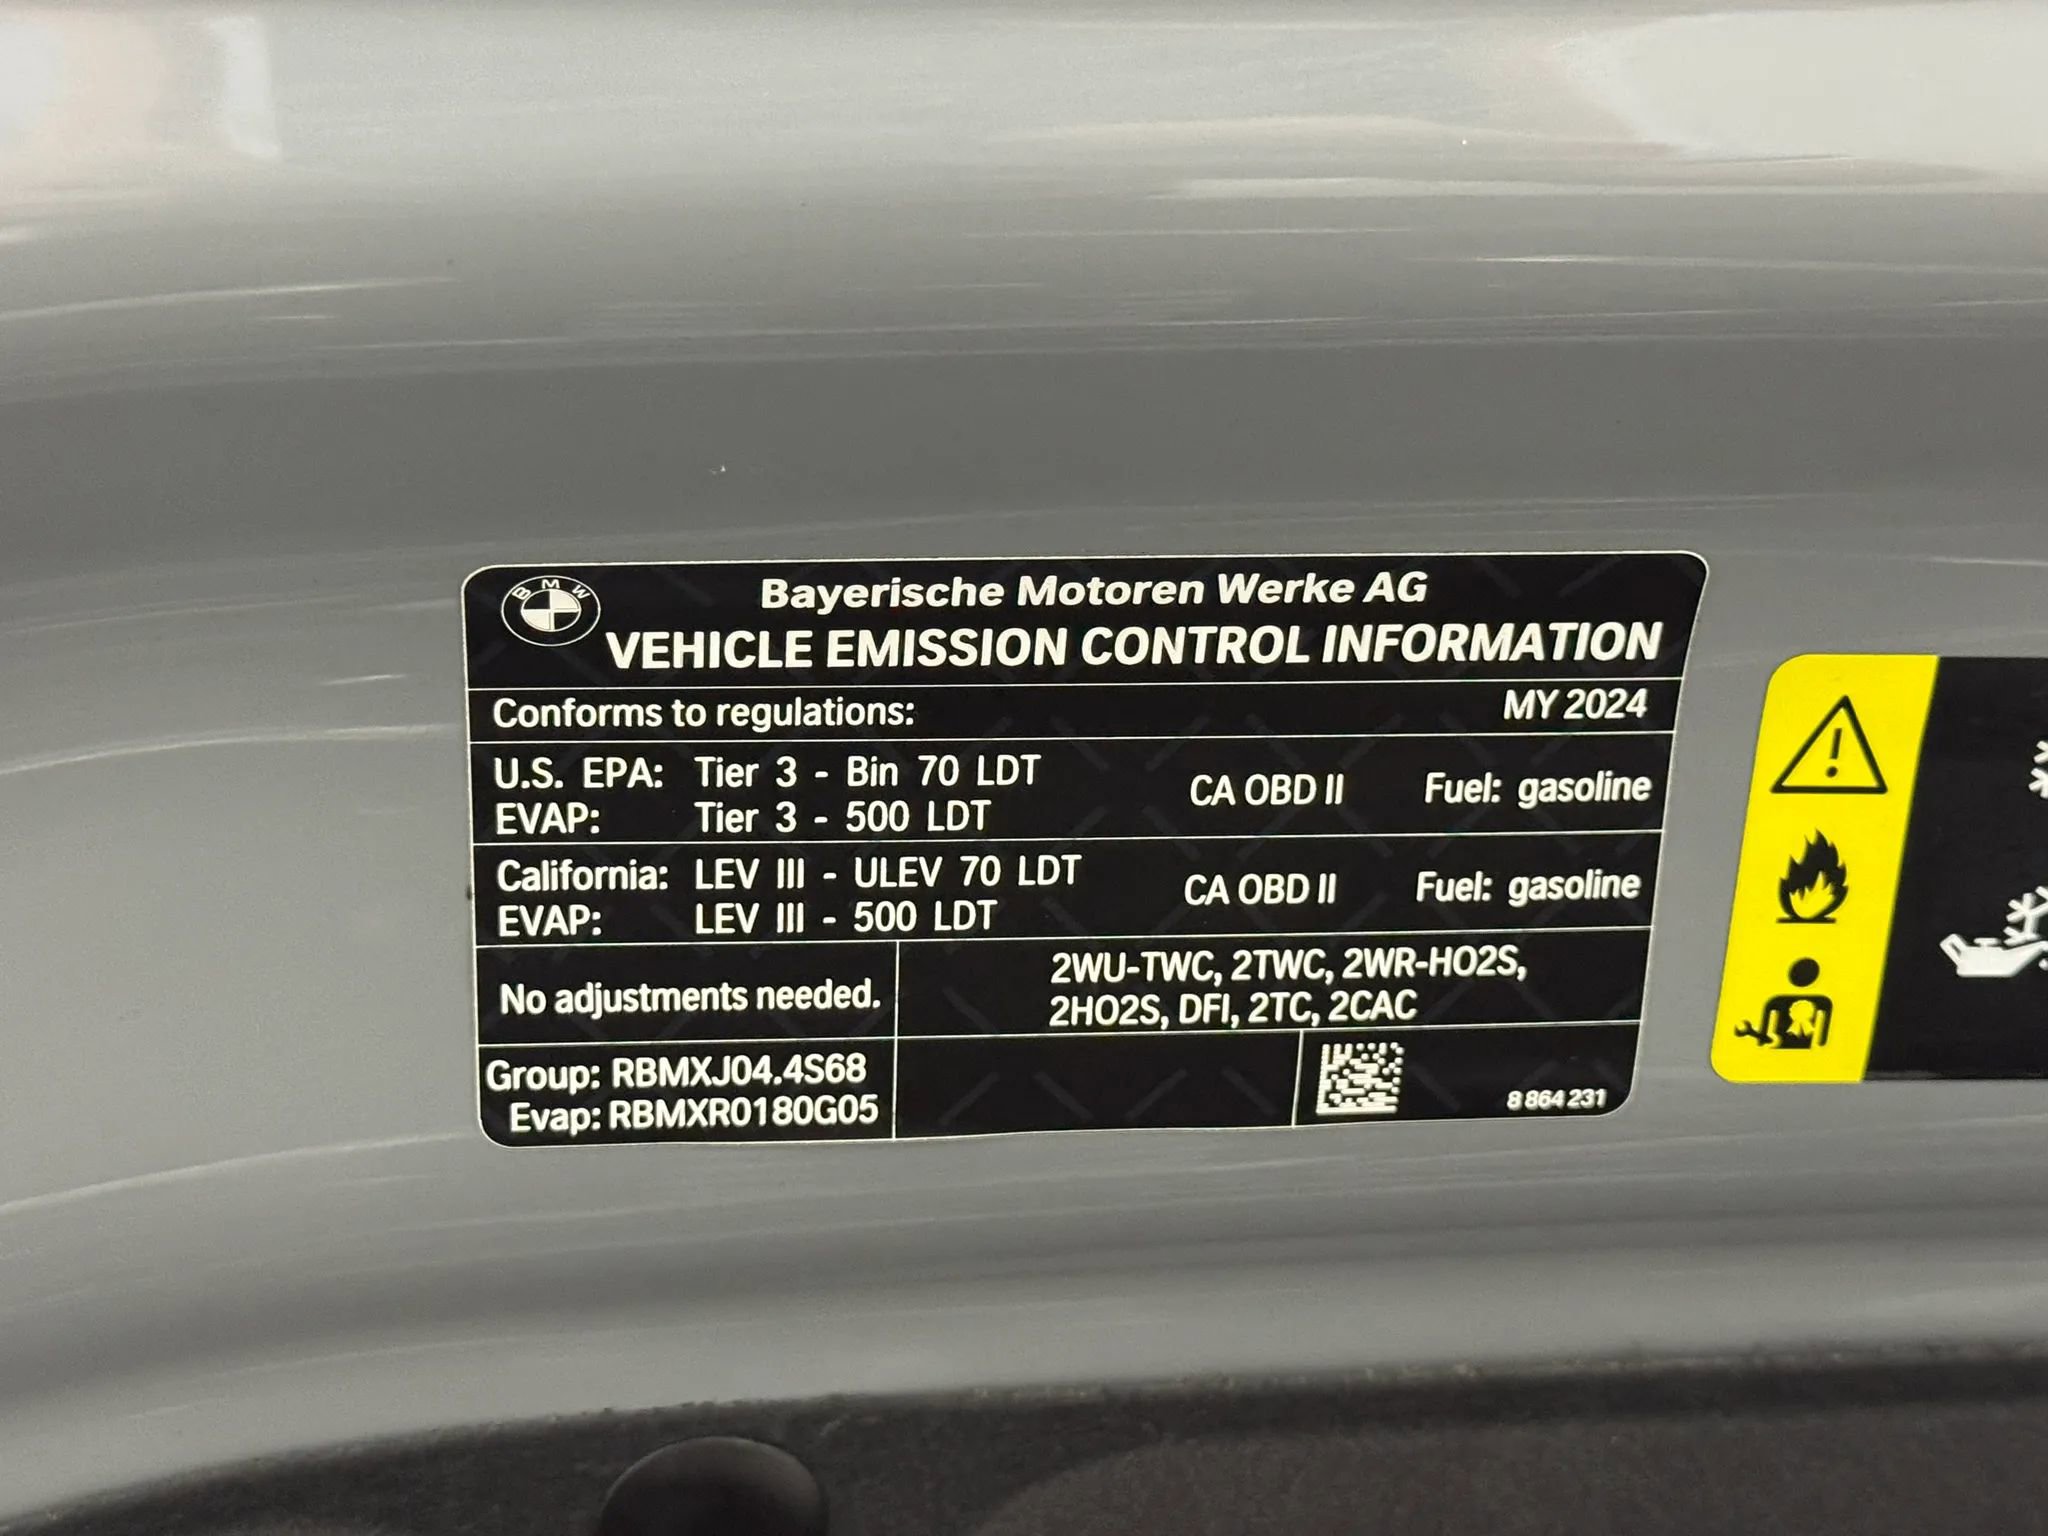 BMW
Bayerische Motoren Werke AG
VEHICLE EMISSION CONTROL INFORMATION
Conforms to regulations: MY 2024
U.S. EPA: Tier 3 - Bin 70 LDT CA OBD II Fuel: gasoline
EVAP: Tier 3 - 500 LDT
California: LEV III - ULEV 70 LDT CA OBD II Fuel: gasoline
EVAP: LEV III - 500 LDT
No adjustments needed.
2WU-TWC, 2TWC, 2WR-HO2S,
2HO2S, DFI, 2TC, 2CAC
Group: RBMXJ04.4S68
Evap: RBMXR0180G05
8 864 231